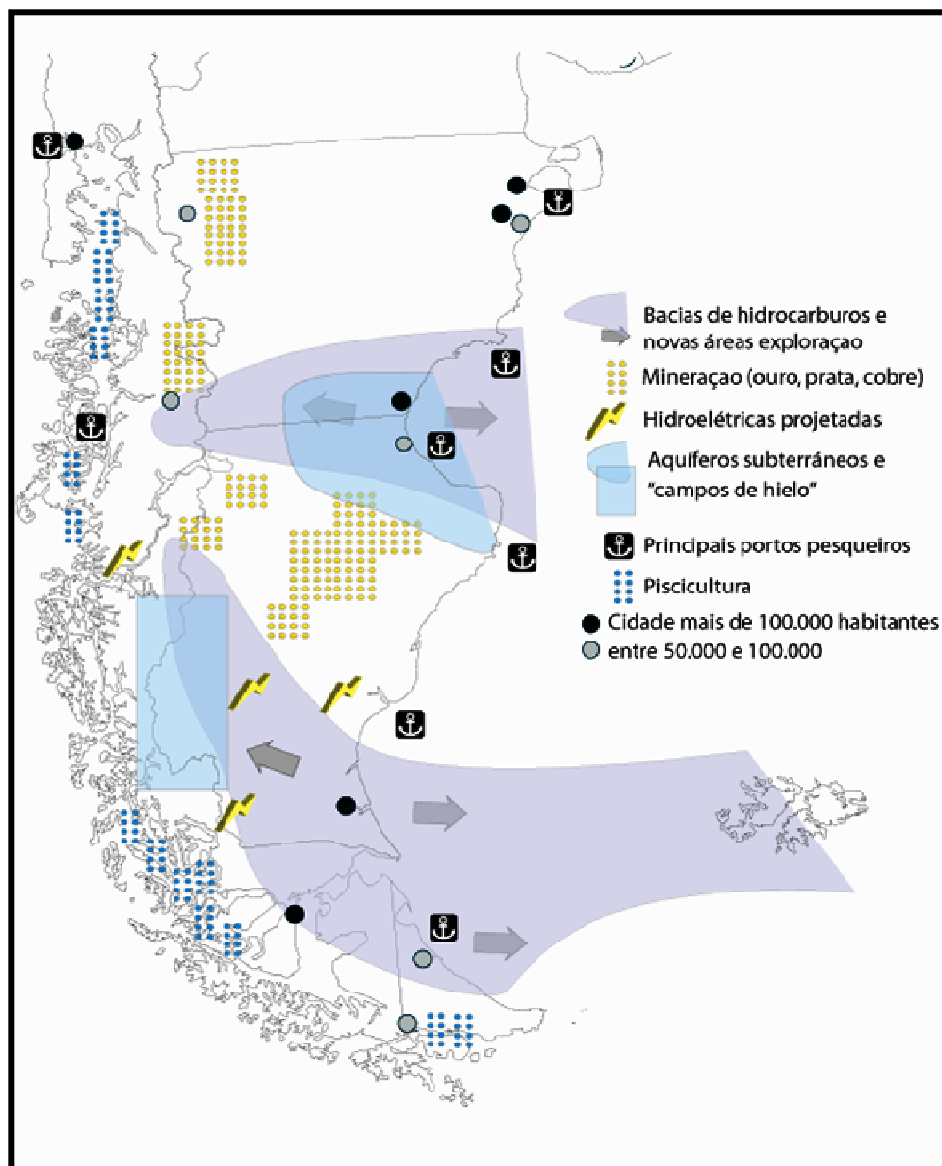 Bacias de hidrocarburos e
novas áreas exploraçao
Mineraçao (ouro, prata, cobre)
Hidroelétricas projetadas
Aquíferos subterráneos e
“campos de hielo”
Principais portos pesqueiros
Piscicultura
Cidade mais de 100.000 habitantes
entre 50.000 e 100.000